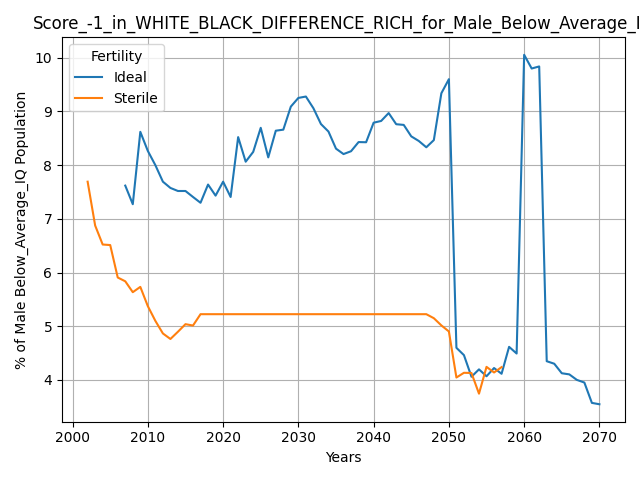 Score_-1_in_WHITE_BLACK_DIFFERENCE_RICH_for_Male_Below_Average_I
Fertility
Ideal
Sterile
% of Male Below_Average_IQ Population
10
9
8
7
6
5
4
2000 2010 2020 2030 2040 2050 2060 2070
Years